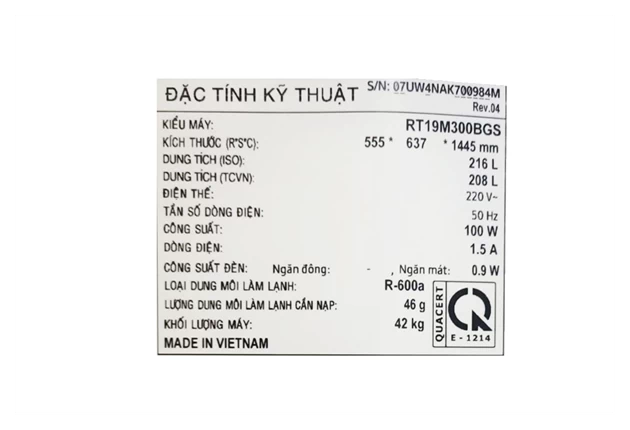 ĐẶC TÍNH KỸ THUẬT S/N: 07UW4NAK700984M
Rev.04
KIỂU MÁY: RT19M300BGS
KÍCH THƯỚC (R*S*C): 555 * 637 * 1445 mm
DUNG TÍCH (ISO): 216 L
DUNG TÍCH (TCVN): 208 L
ĐIỆN THẾ: 220 V~
TẦN SỐ DÒNG ĐIỆN: 50 Hz
CÔNG SUẤT: 100 W
DÒNG ĐIỆN: 1.5 A
CÔNG SUẤT ĐÈN: Ngăn đông: - , Ngăn mát: 0.9 W
LOẠI DUNG MÔI LÀM LẠNH: R-600a
LƯỢNG DUNG MÔI LÀM LẠNH CẦN NẠP: 46 g
KHỐI LƯỢNG MÁY: 42 kg
MADE IN VIETNAM
QUACERT
E - 1214